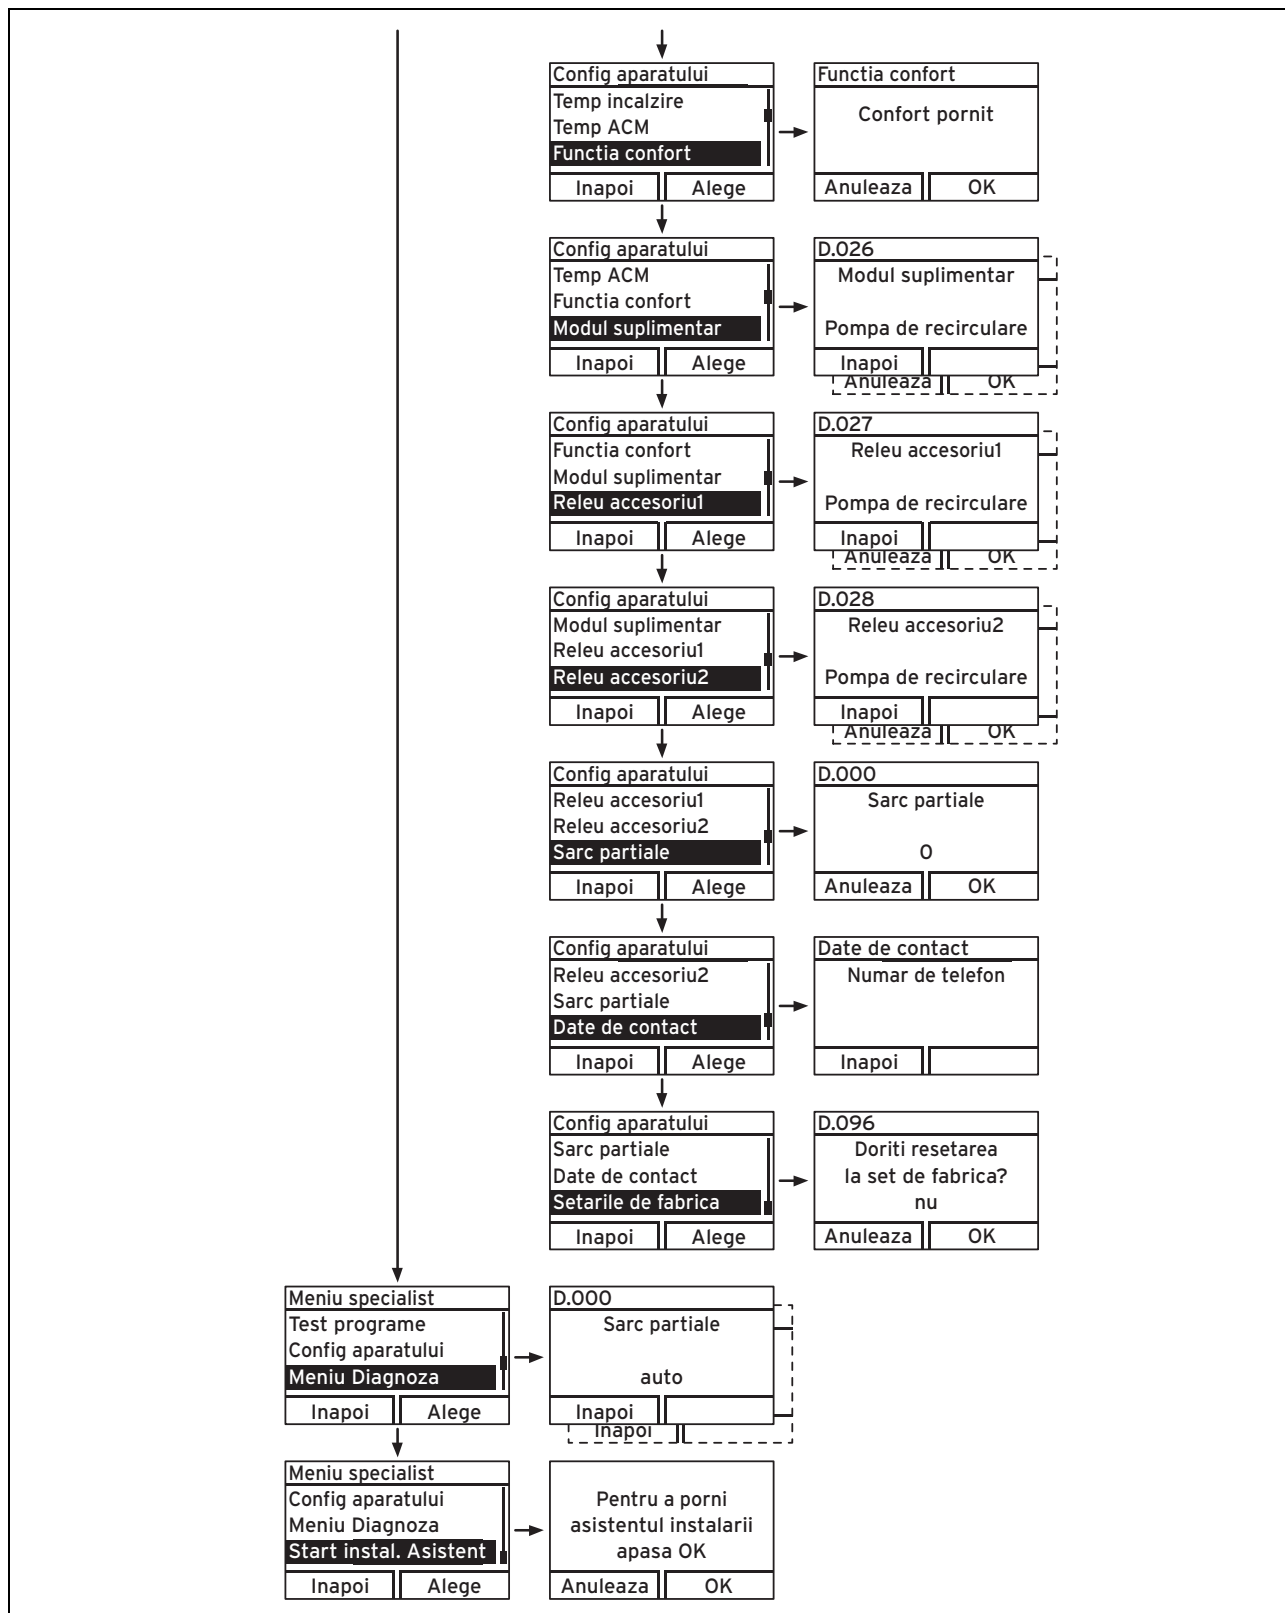 Config aparatului
Temp incalzire
Temp ACM
Functia confort
Inapoi Alege
Functia confort
Confort pornit
Anuleaza OK
Config aparatului
Temp ACM
Functia confort
Modul suplimentar
Inapoi Alege
D.026
Modul suplimentar
Pompa de recirculare
Inapoi
Anuleaza OK
Config aparatului
Functia confort
Modul suplimentar
Releu accesoriu1
Inapoi Alege
D.027
Releu accesoriu1
Pompa de recirculare
Inapoi
Anuleaza OK
Config aparatului
Modul suplimentar
Releu accesoriu1
Releu accesoriu2
Inapoi Alege
D.028
Releu accesoriu2
Pompa de recirculare
Inapoi
Anuleaza OK
Config aparatului
Releu accesoriu1
Releu accesoriu2
Sarc partiale
Inapoi Alege
D.000
Sarc partiale
0
Anuleaza OK
Config aparatului
Releu accesoriu2
Sarc partiale
Date de contact
Inapoi Alege
Date de contact
Numar de telefon
Inapoi
Config aparatului
Sarc partiale
Date de contact
Setarile de fabrica
Inapoi Alege
D.096
Doriti resetarea
la set de fabrica?
nu
Anuleaza OK
Meniu specialist
Test programe
Config aparatului
Meniu Diagnoza
Inapoi Alege
D.000
Sarc partiale
auto
Inapoi
Inapoi
Meniu specialist
Config aparatului
Meniu Diagnoza
Start instal. Asistent
Inapoi Alege
Pentru a porni
asistentul instalarii
apasa OK
Anuleaza OK